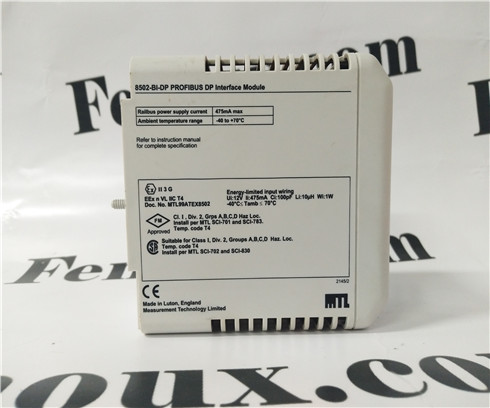 8502-BI-DP PROFIBUS DP Interface Module
Railbus power supply current 475mA max
Ambient temperature range -40 to +70°C
Refer to instruction manual
for complete specification
Ex II 3 G
EEx n VL IIC T4
Doc. No. MTL99ATEX8502
Energy-limited input wiring
Ui:12V Ii:475mA Ci:100pF Li:10µH Wi:1W
-40°C≤ Tamb ≤ 70°C
FM
Approved
Cl. I, Div. 2, Grps A,B,C,D Haz Loc.
Install per MTL SCI-701 and SCI-783.
Temp. code T4
Suitable for Class I, Div. 2, Groups A,B,C,D Haz Loc.
Temp. code T4
Install per MTL SCI-702 and SCI-830
CE
Made in Luton, England
Measurement Technology Limited
2145/2
MTL
roux.com